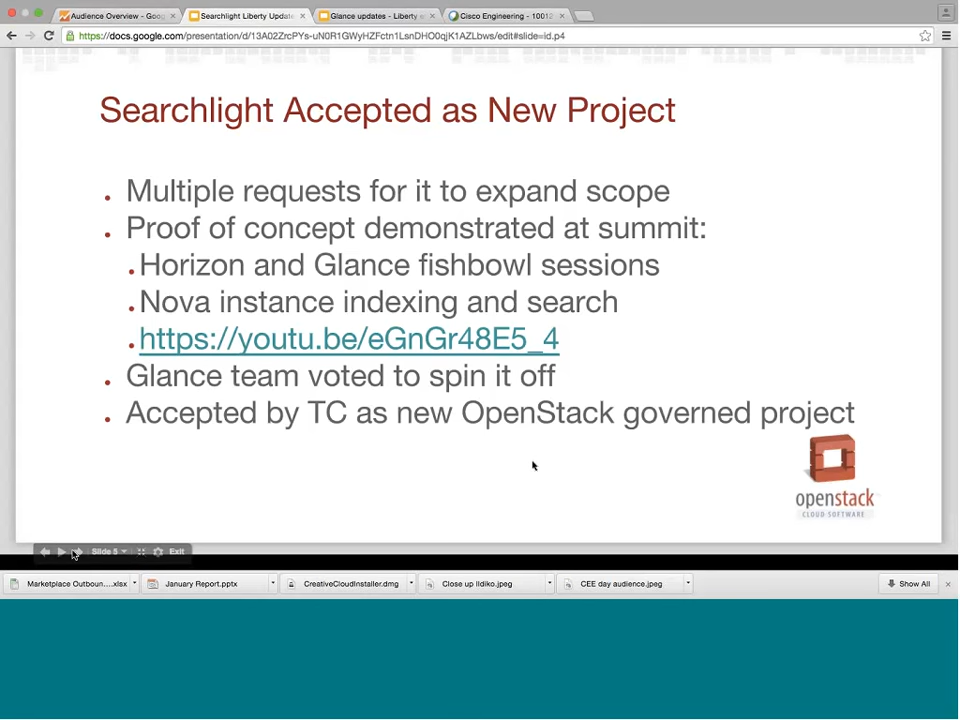 Audience Overview - Goog
Searchlight Liberty Update
Glance updates - Liberty e
Cisco Engineering - 10012
https://docs.google.com/presentation/d/13A02ZrcPYs-uN0R1GWyHZFctn1LsnDHO0qjK1AZLbws/edit#slide=id.p4
Searchlight Accepted as New Project
Multiple requests for it to expand scope
Proof of concept demonstrated at summit:
Horizon and Glance fishbowl sessions
Nova instance indexing and search
https://youtu.be/eGnGr48E5_4
Glance team voted to spin it off
Accepted by TC as new OpenStack governed project
openstack
CLOUD SOFTWARE
Slide 5
Exit
Marketplace Outboun....xlsx
January Report.pptx
CreativeCloudInstaller.dmg
Close up Ildiko.jpeg
CEE day audience.jpeg
Show All